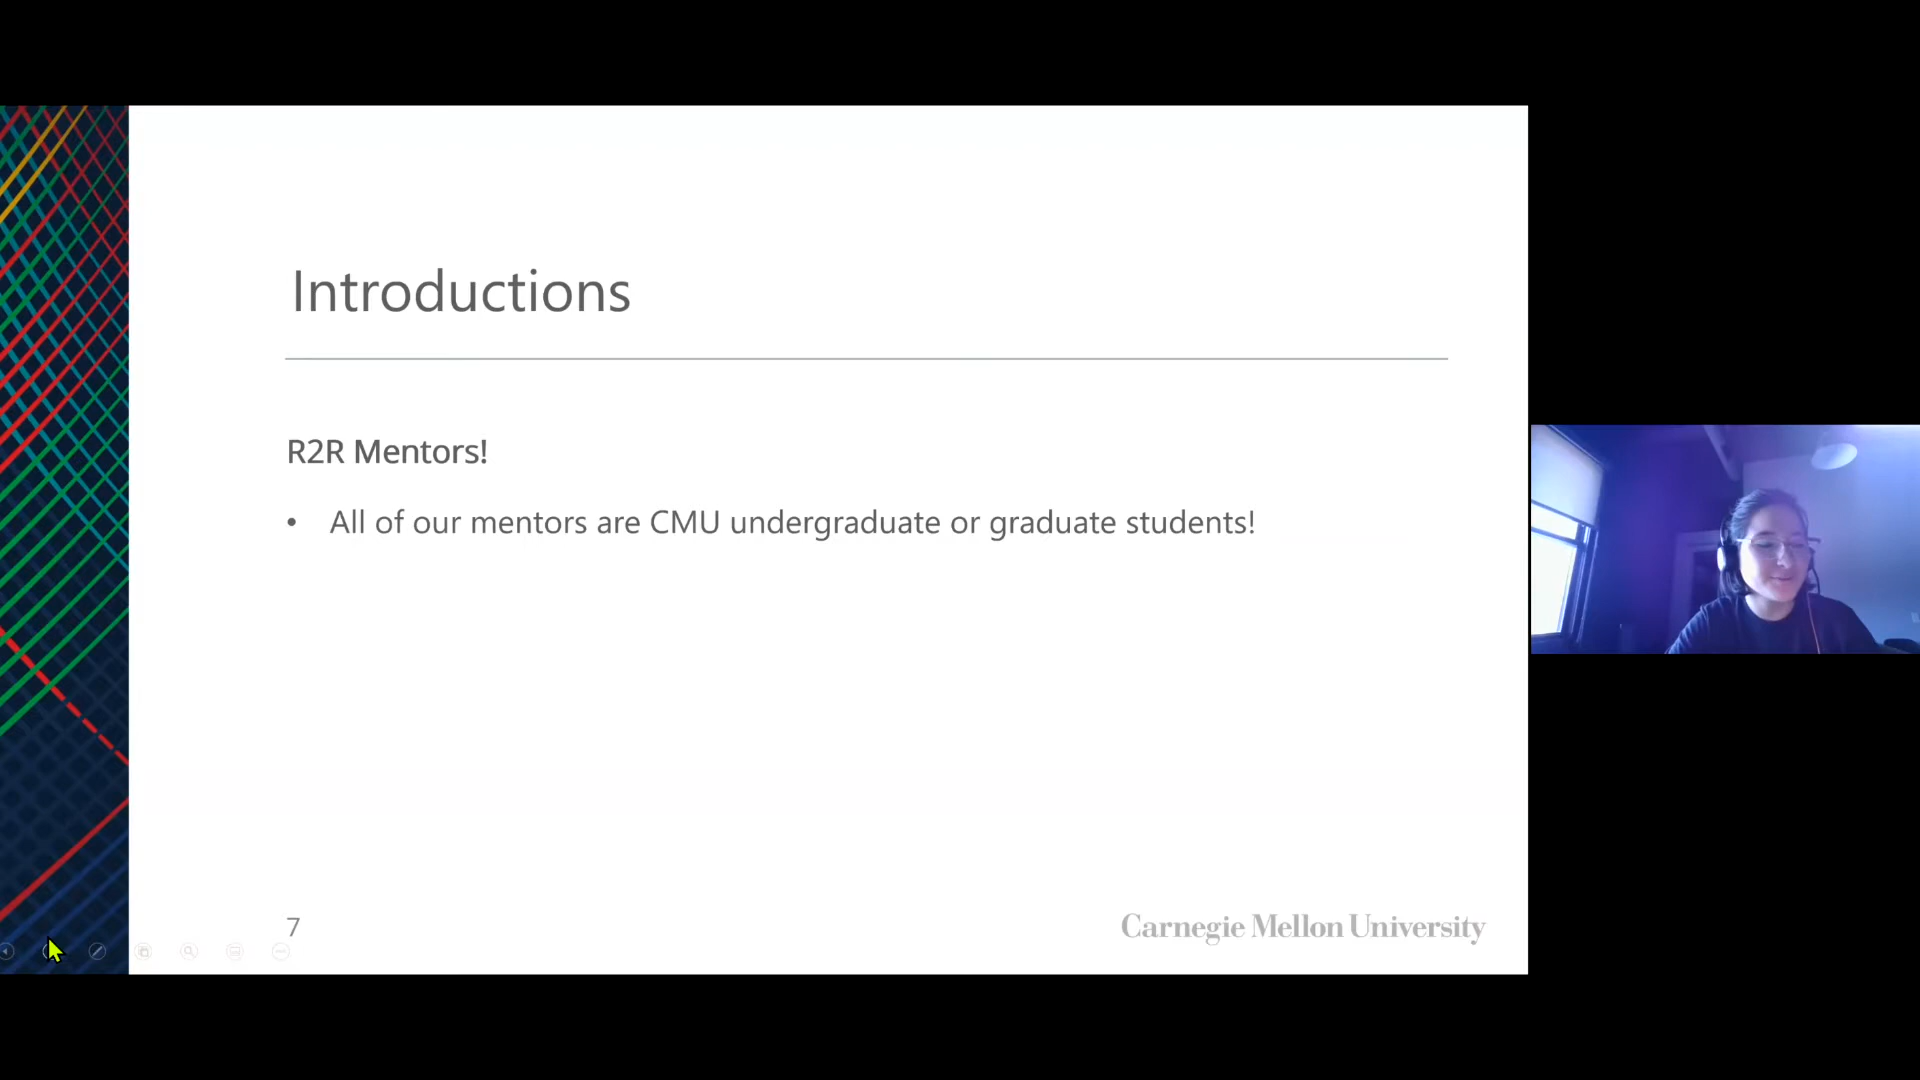 Introductions
R2R Mentors!
• All of our mentors are CMU undergraduate or graduate students!
7
Carnegie Mellon University